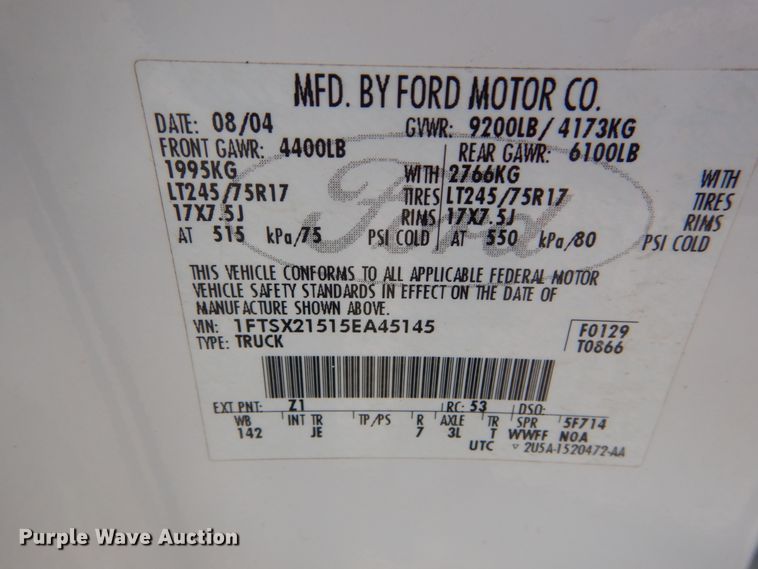 MFD. BY FORD MOTOR CO.
DATE: 08/04 GVWR: 9200LB/ 4173KG
FRONT GAWR: 4400LB REAR GAWR: 6100LB
1995KG WITH 2766KG WITH
LT245/75R17 TIRES LT245/75R17 TIRES
17X7.5J RIMS 17X7.5J RIMS
AT 515 kPa/75 PSI COLD AT 550 kPa/80 PSI COLD
Ford
THIS VEHICLE CONFORMS TO ALL APPLICABLE FEDERAL MOTOR
VEHICLE SAFETY STANDARDS IN EFFECT ON THE DATE OF
MANUFACTURE SHOWN ABOVE.
VIN: 1FTSX21515EA45145 F0129
TYPE: TRUCK T0866
EXT PNT: Z1 RC: 53 DSO:
WB INT TR TP/PS R AXLE TR SPR 5F714
142 JE 7 3L T WWFF NOA
UTC ▽ 2U5A-1520472-AA
Purple Wave Auction